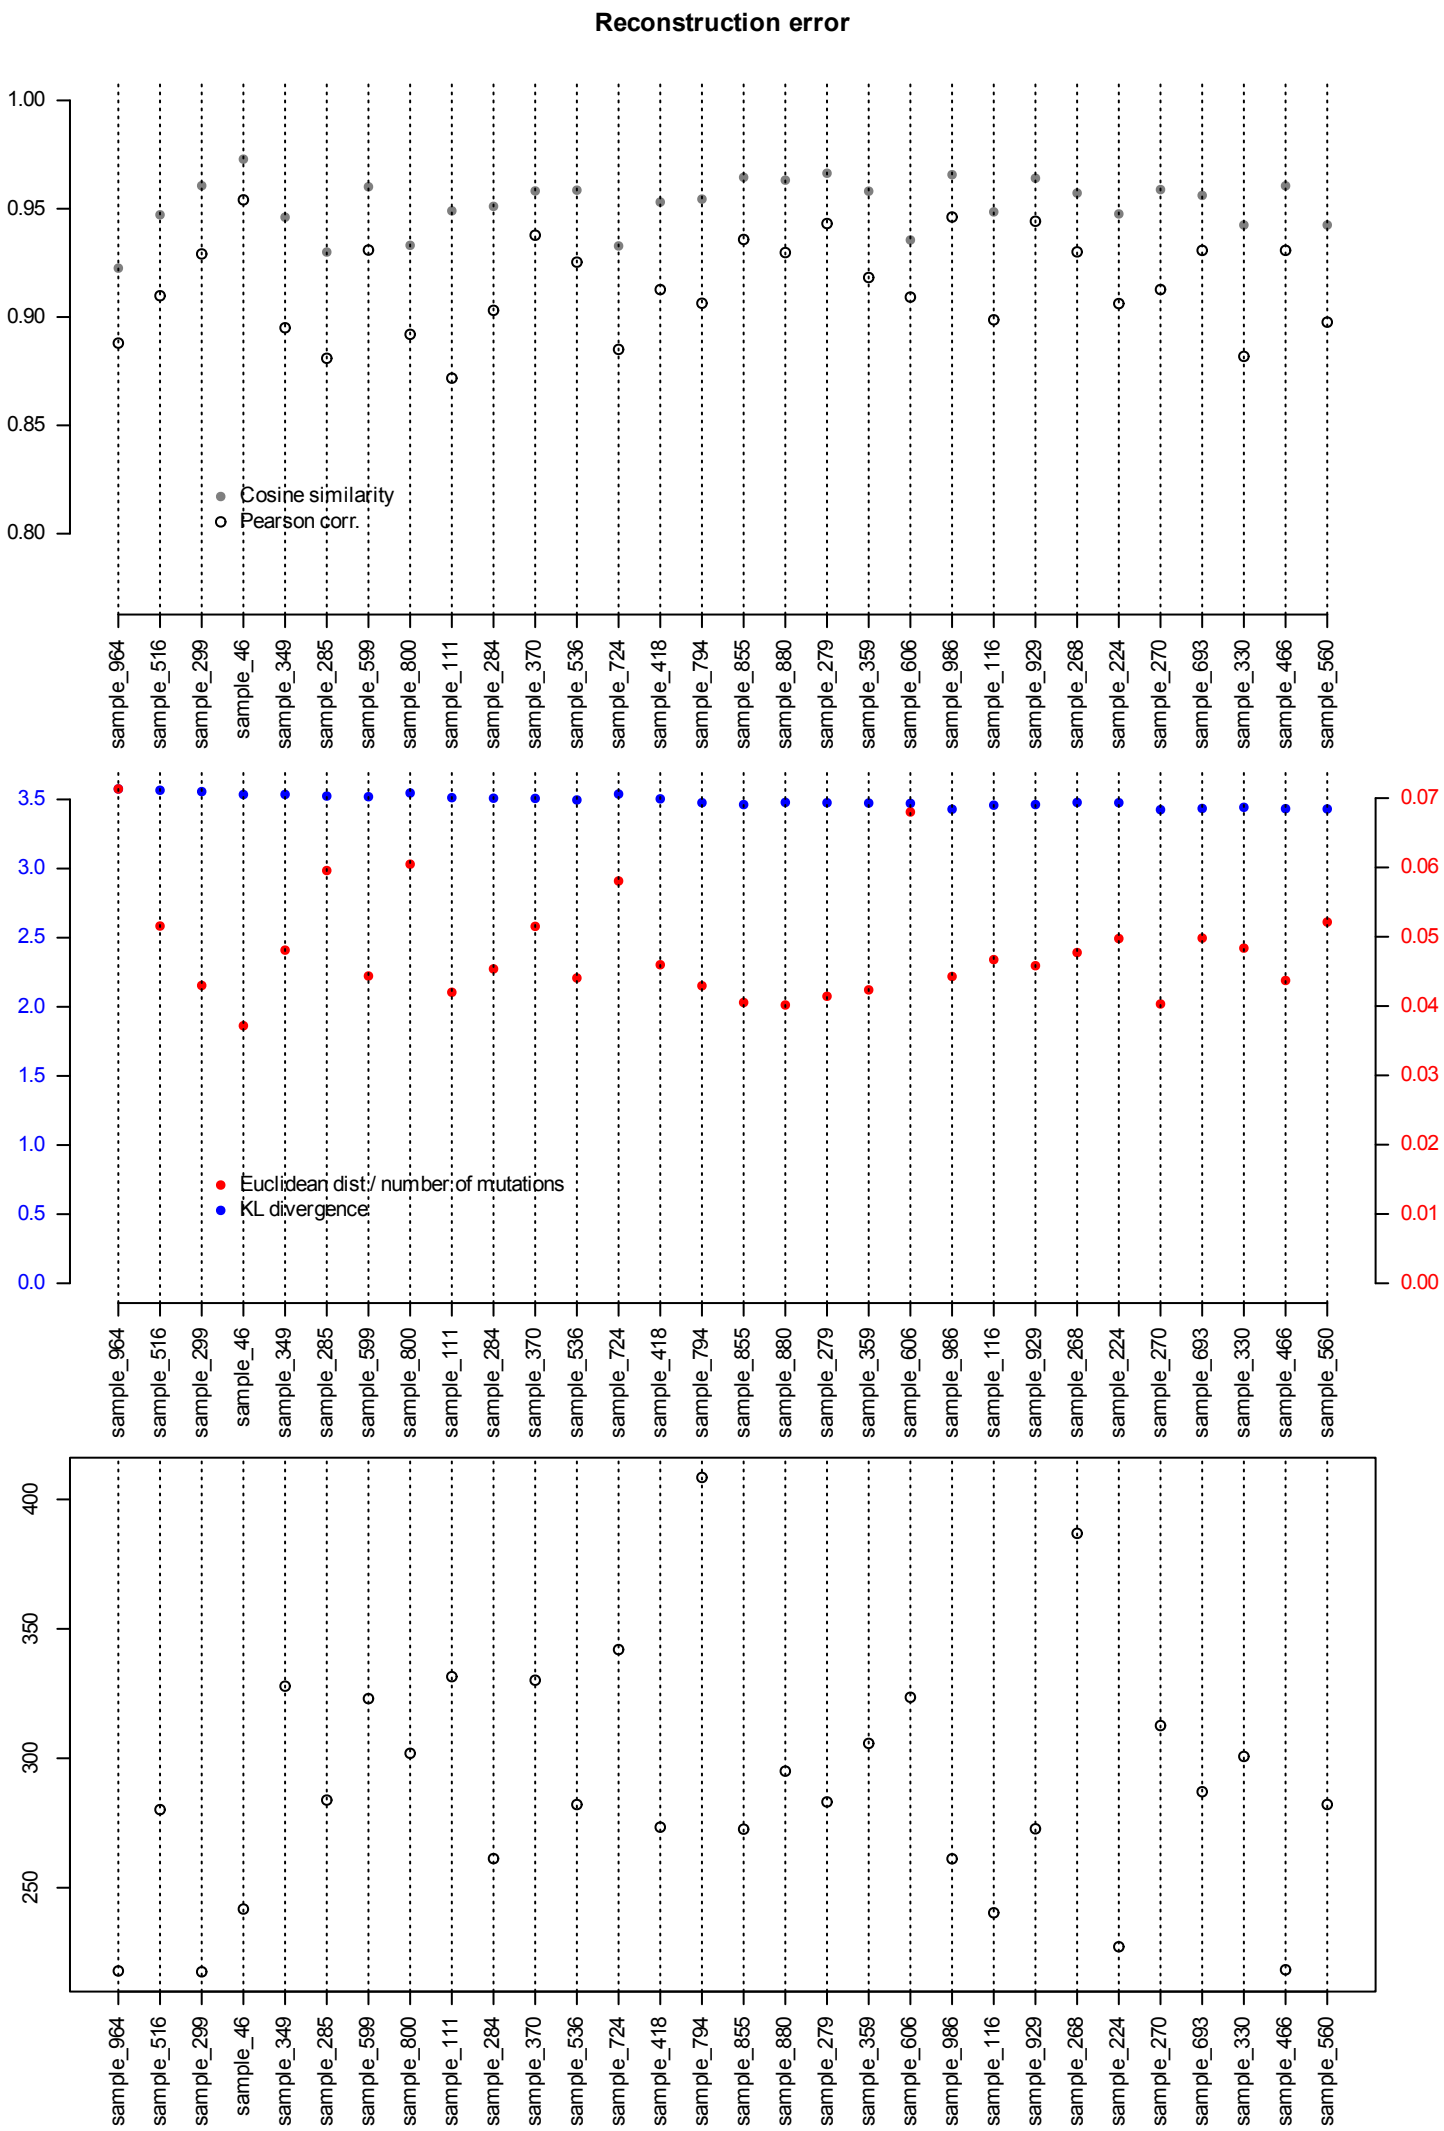 Reconstruction error
1.00
0.95
0.90
0.85
0.80
Cosine similarity
Pearson corr.
sample_964 sample_516 sample_299 sample_46 sample_349 sample_285 sample_599 sample_800 sample_111 sample_284 sample_370 sample_536 sample_724 sample_418 sample_794 sample_855 sample_880 sample_279 sample_359 sample_606 sample_986 sample_116 sample_929 sample_268 sample_224 sample_270 sample_693 sample_330 sample_466 sample_560
3.5 0.07
3.0 0.06
2.5 0.05
2.0 0.04
1.5 0.03
1.0 0.02
Euclidean dist./ number of mutations
KL divergence
0.5 0.01
0.0 0.00
sample_964 sample_516 sample_299 sample_46 sample_349 sample_285 sample_599 sample_800 sample_111 sample_284 sample_370 sample_536 sample_724 sample_418 sample_794 sample_855 sample_880 sample_279 sample_359 sample_606 sample_986 sample_116 sample_929 sample_268 sample_224 sample_270 sample_693 sample_330 sample_466 sample_560
400
350
300
250
sample_964 sample_516 sample_299 sample_46 sample_349 sample_285 sample_599 sample_800 sample_111 sample_284 sample_370 sample_536 sample_724 sample_418 sample_794 sample_855 sample_880 sample_279 sample_359 sample_606 sample_986 sample_116 sample_929 sample_268 sample_224 sample_270 sample_693 sample_330 sample_466 sample_560